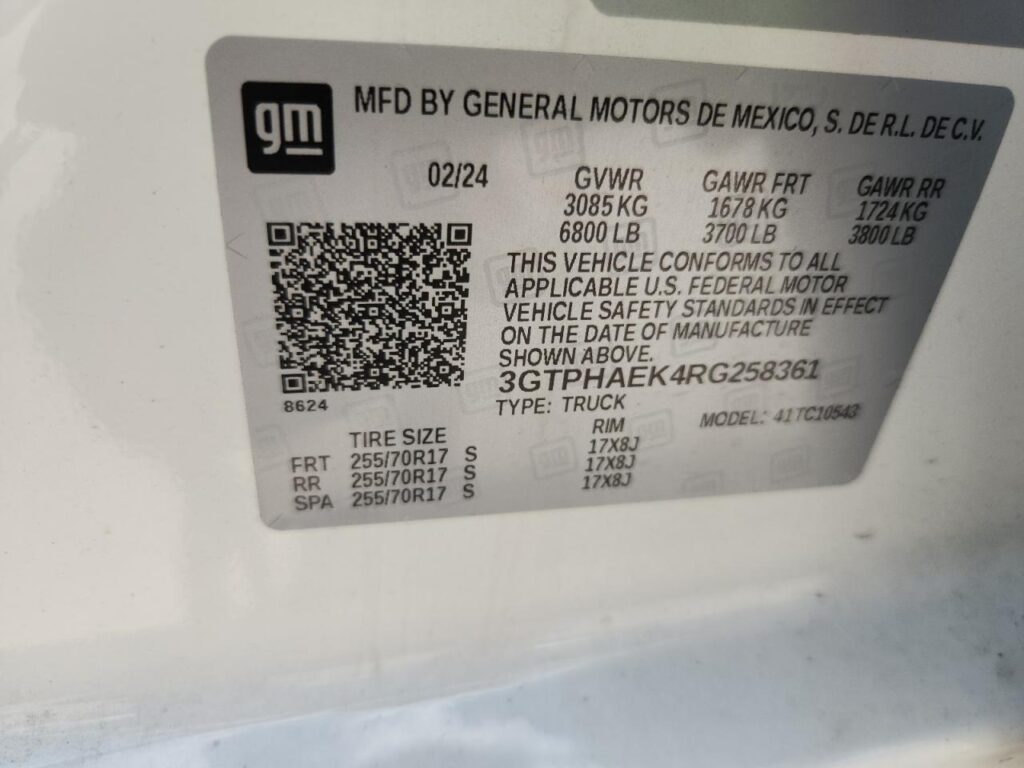 gm MFD BY GENERAL MOTORS DE MEXICO, S. DE R.L. DE C.V.
02/24 GVWR GAWR FRT GAWR RR
3085 KG 1678 KG 1724 KG
6800 LB 3700 LB 3800 LB
THIS VEHICLE CONFORMS TO ALL
APPLICABLE U.S. FEDERAL MOTOR
VEHICLE SAFETY STANDARDS IN EFFECT
ON THE DATE OF MANUFACTURE
SHOWN ABOVE.
3GTPHAEK4RG258361
8624
TYPE: TRUCK MODEL: 41TC10543
TIRE SIZE RIM
FRT 255/70R17 S 17X8J
RR 255/70R17 S 17X8J
SPA 255/70R17 S 17X8J